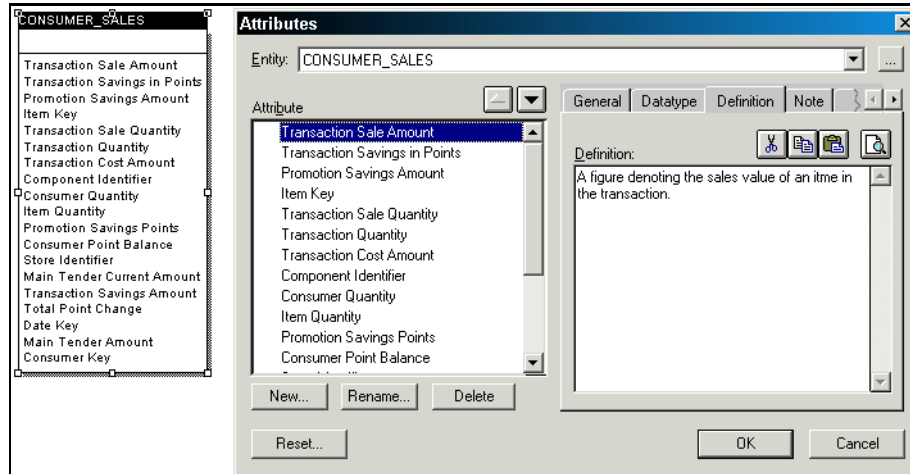 CONSUMER_SALES
Transaction Sale Amount
Transaction Savings in Points
Promotion Savings Amount
Item Key
Transaction Sale Quantity
Transaction Quantity
Transaction Cost Amount
Component Identifier
Consumer Quantity
Item Quantity
Promotion Savings Points
Consumer Point Balance
Store Identifier
Main Tender Current Amount
Transaction Savings Amount
Total Point Change
Date Key
Main Tender Amount
Consumer Key
Attributes
Entity: CONSUMER_SALES ...
Attribute
Transaction Sale Amount
Transaction Savings in Points
Promotion Savings Amount
Item Key
Transaction Sale Quantity
Transaction Quantity
Transaction Cost Amount
Component Identifier
Consumer Quantity
Item Quantity
Promotion Savings Points
Consumer Point Balance
New... Rename... Delete
Reset...
General Datatype Definition Note
Definition:
A figure denoting the sales value of an itme in
the transaction.
OK Cancel